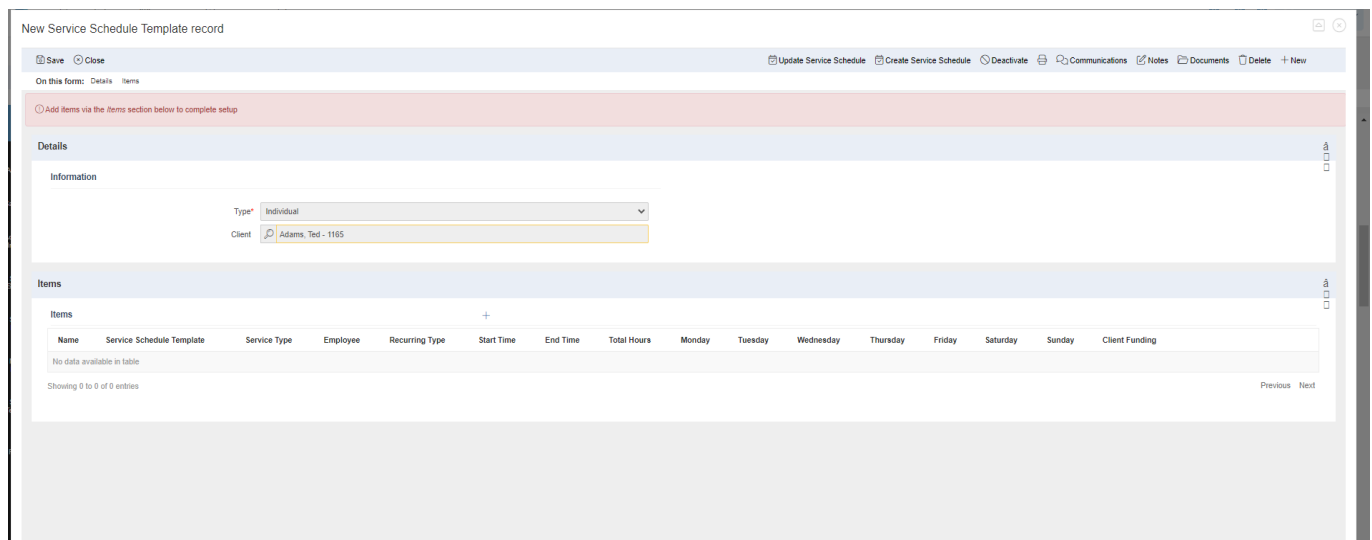 New Service Schedule Template record
Save Close Update Service Schedule Create Service Schedule Deactivate Communications Notes Documents Delete + New
On this form: Details Items
Add items via the Items section below to complete setup
Details
â
Information
Type* Individual
Client Adams, Ted - 1165
Items
â
Items +
Name Service Schedule Template Service Type Employee Recurring Type Start Time End Time Total Hours Monday Tuesday Wednesday Thursday Friday Saturday Sunday Client Funding
No data available in table
Showing 0 to 0 of 0 entries Previous Next